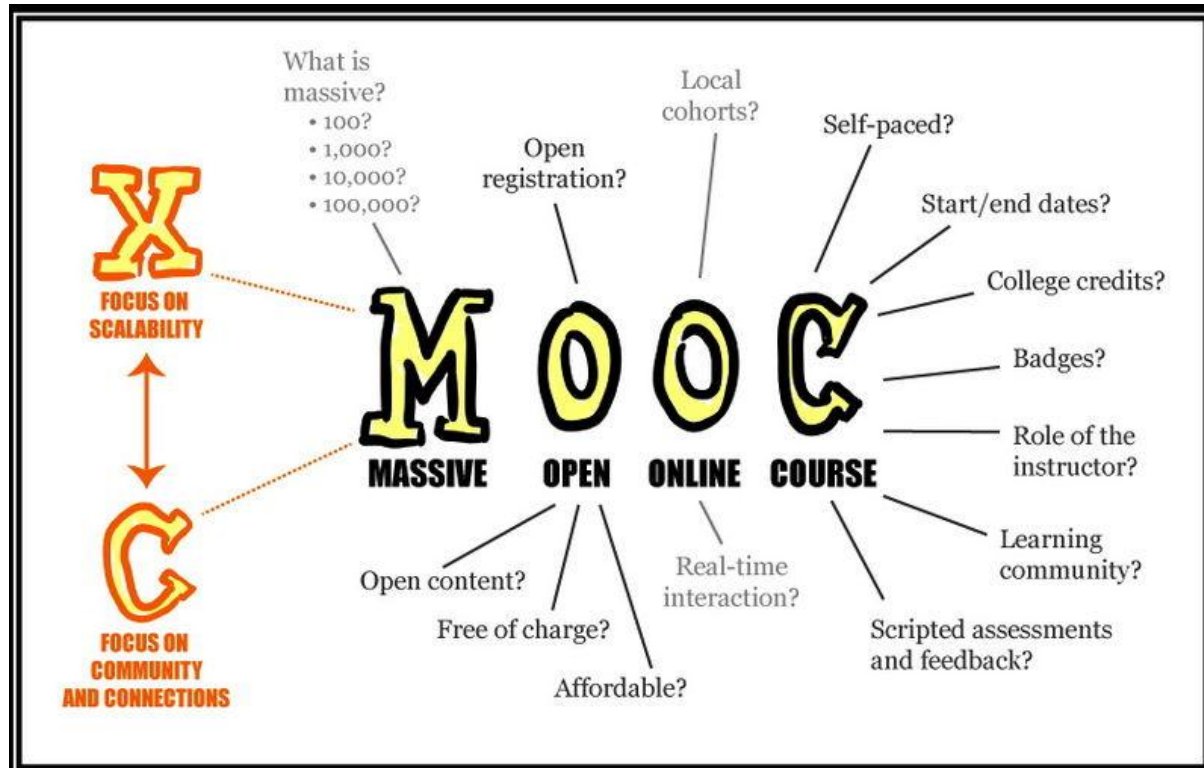 What is
massive?
• 100?
• 1,000?
• 10,000?
• 100,000?
Local
cohorts?
Self-paced?
Open
registration?
Start/end dates?
College credits?
Badges?
Role of the
instructor?
Learning
community?
Scripted assessments
and feedback?
X
FOCUS ON
SCALABILITY
C
FOCUS ON
COMMUNITY
AND CONNECTIONS
MOOC
MASSIVE OPEN ONLINE COURSE
Open content?
Free of charge?
Affordable?
Real-time
interaction?